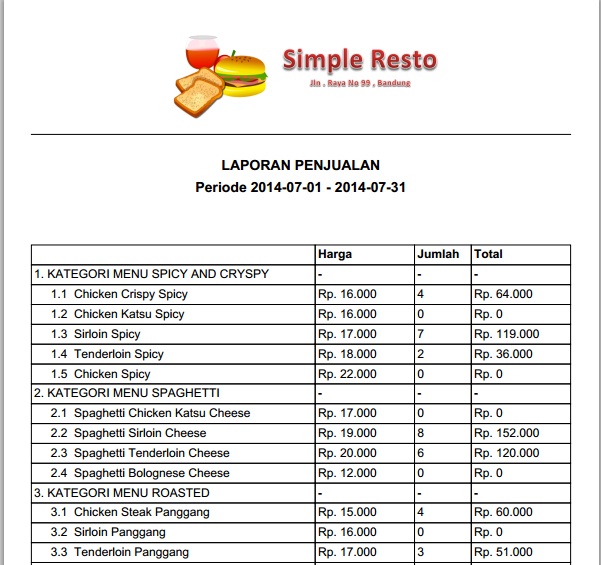 Simple Resto
Jln . Raya No 99 , Bandung
LAPORAN PENJUALAN
Periode 2014-07-01 - 2014-07-31
Harga Jumlah Total
1. KATEGORI MENU SPICY AND CRYSPY - - -
1.1 Chicken Crispy Spicy Rp. 16.000 4 Rp. 64.000
1.2 Chicken Katsu Spicy Rp. 16.000 0 Rp. 0
1.3 Sirloin Spicy Rp. 17.000 7 Rp. 119.000
1.4 Tenderloin Spicy Rp. 18.000 2 Rp. 36.000
1.5 Chicken Spicy Rp. 22.000 0 Rp. 0
2. KATEGORI MENU SPAGHETTI - - -
2.1 Spaghetti Chicken Katsu Cheese Rp. 17.000 0 Rp. 0
2.2 Spaghetti Sirloin Cheese Rp. 19.000 8 Rp. 152.000
2.3 Spaghetti Tenderloin Cheese Rp. 20.000 6 Rp. 120.000
2.4 Spaghetti Bolognese Cheese Rp. 12.000 0 Rp. 0
3. KATEGORI MENU ROASTED - - -
3.1 Chicken Steak Panggang Rp. 15.000 4 Rp. 60.000
3.2 Sirloin Panggang Rp. 16.000 0 Rp. 0
3.3 Tenderloin Panggang Rp. 17.000 3 Rp. 51.000